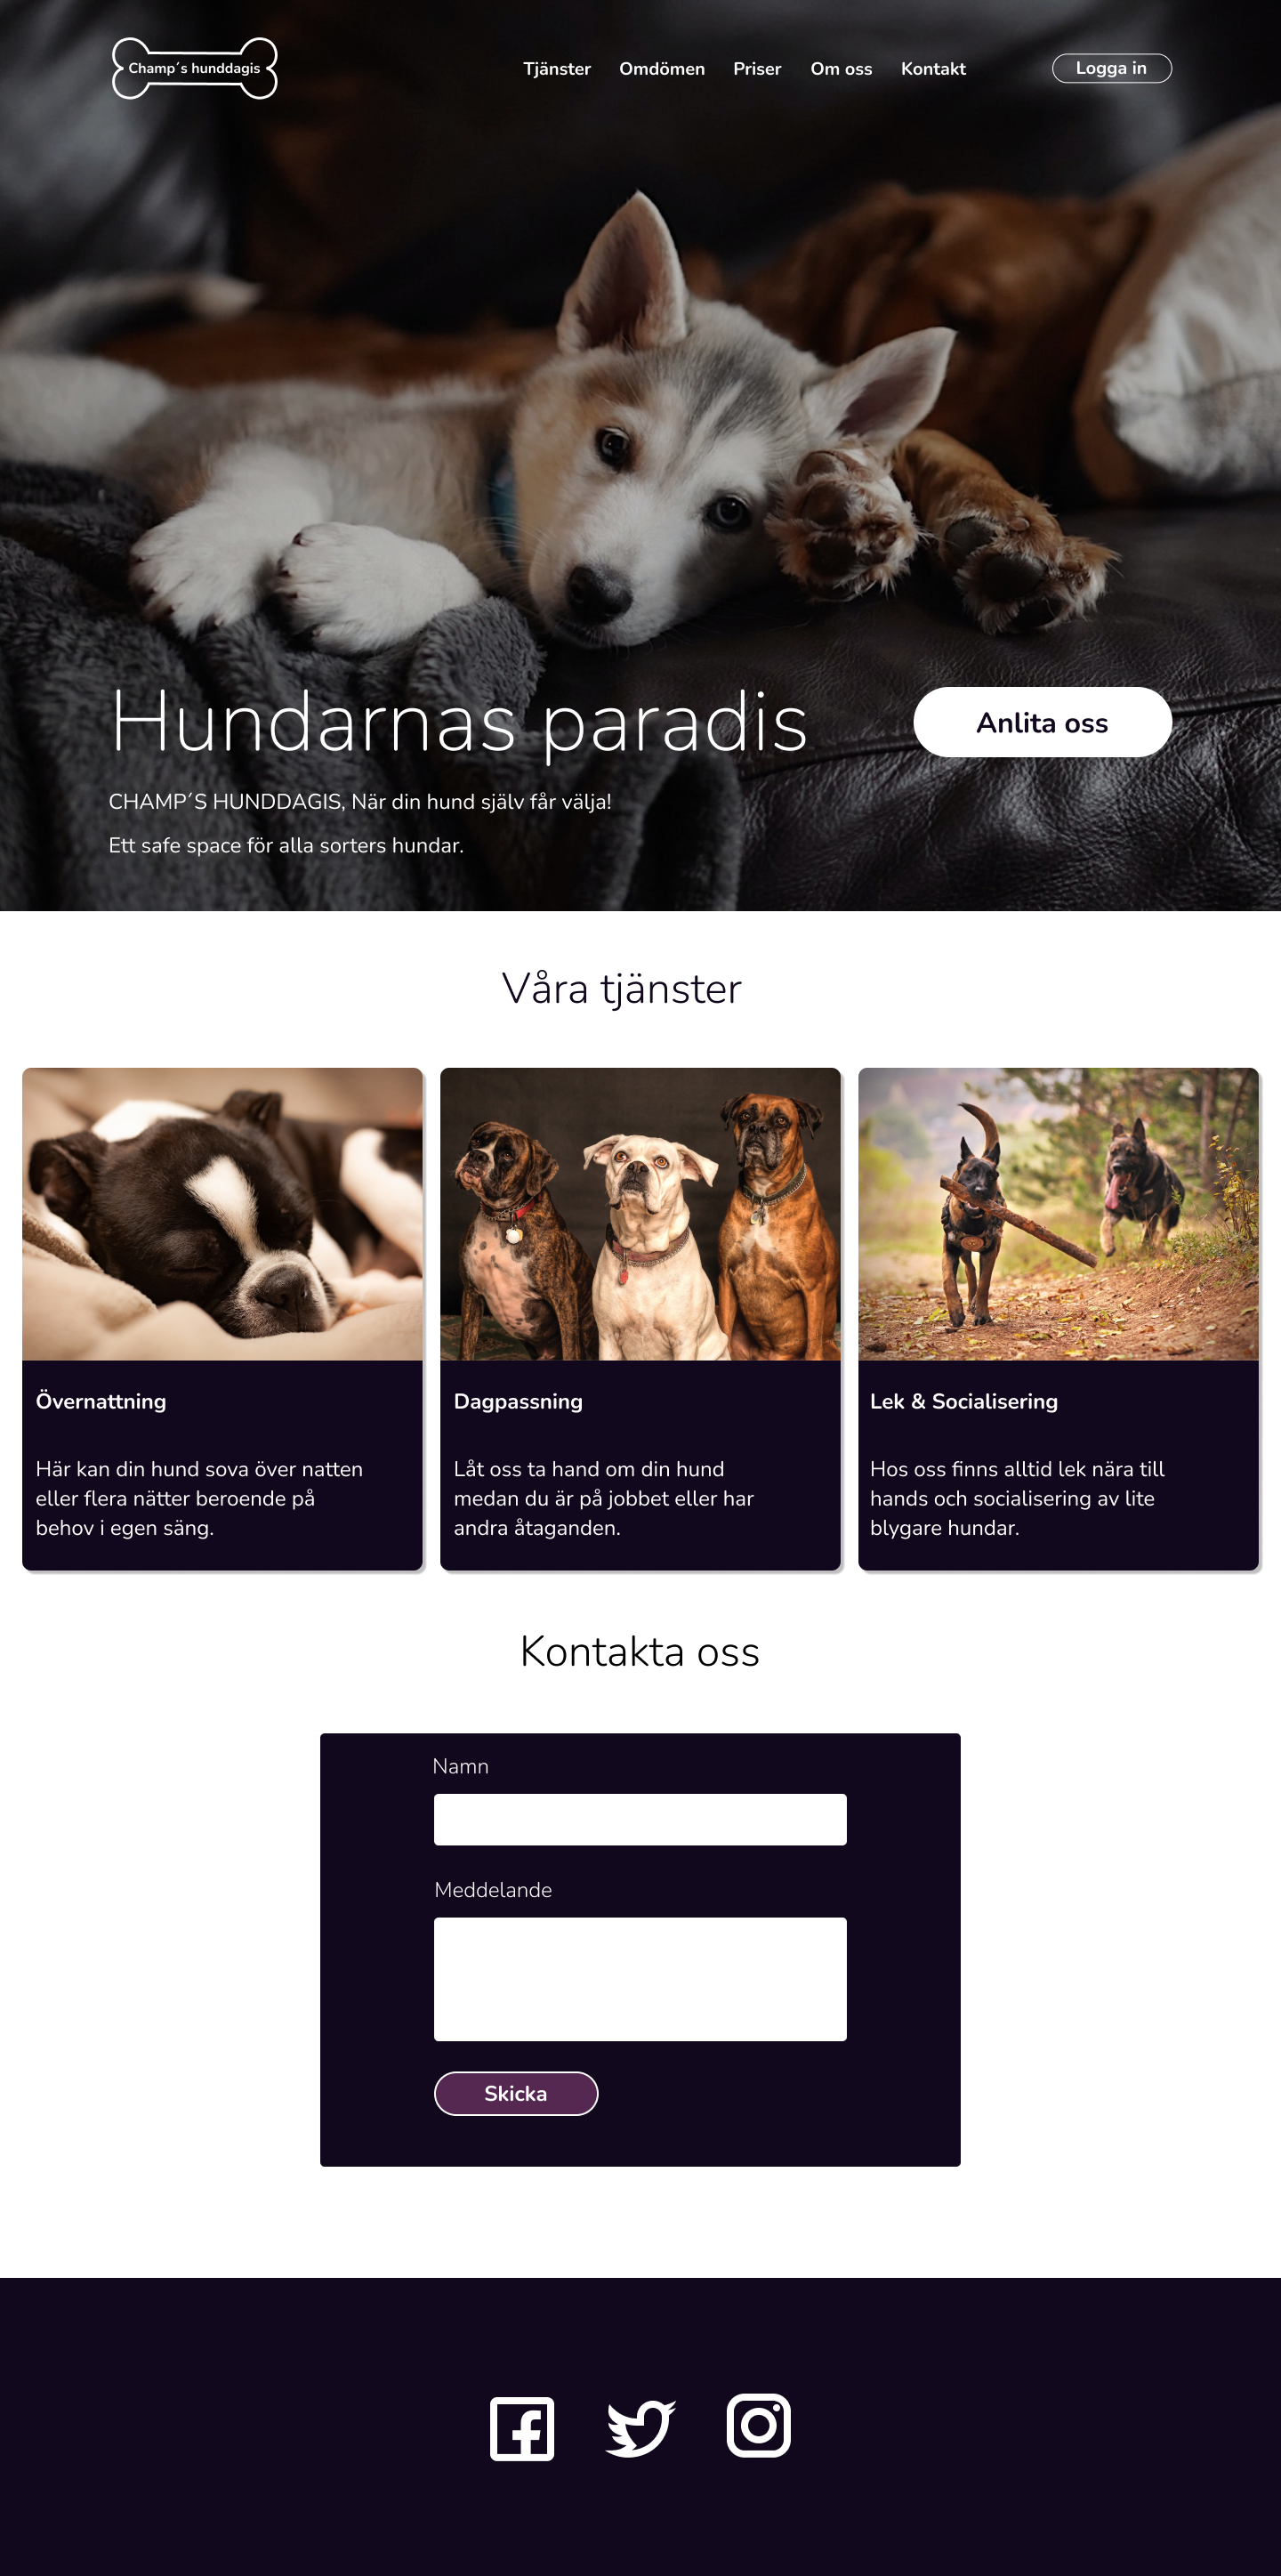 Champ´s hunddagis
Tjänster Omdömen Priser Om oss Kontakt
Logga in
Hundarnas paradis
Anlita oss
CHAMP´S HUNDDAGIS, När din hund själv får välja!
Ett safe space för alla sorters hundar.
Våra tjänster
Övernattning
Här kan din hund sova över natten
eller flera nätter beroende på
behov i egen säng.
Dagpassning
Låt oss ta hand om din hund
medan du är på jobbet eller har
andra åtaganden.
Lek & Socialisering
Hos oss finns alltid lek nära till
hands och socialisering av lite
blygare hundar.
Kontakta oss
Namn
Meddelande
Skicka